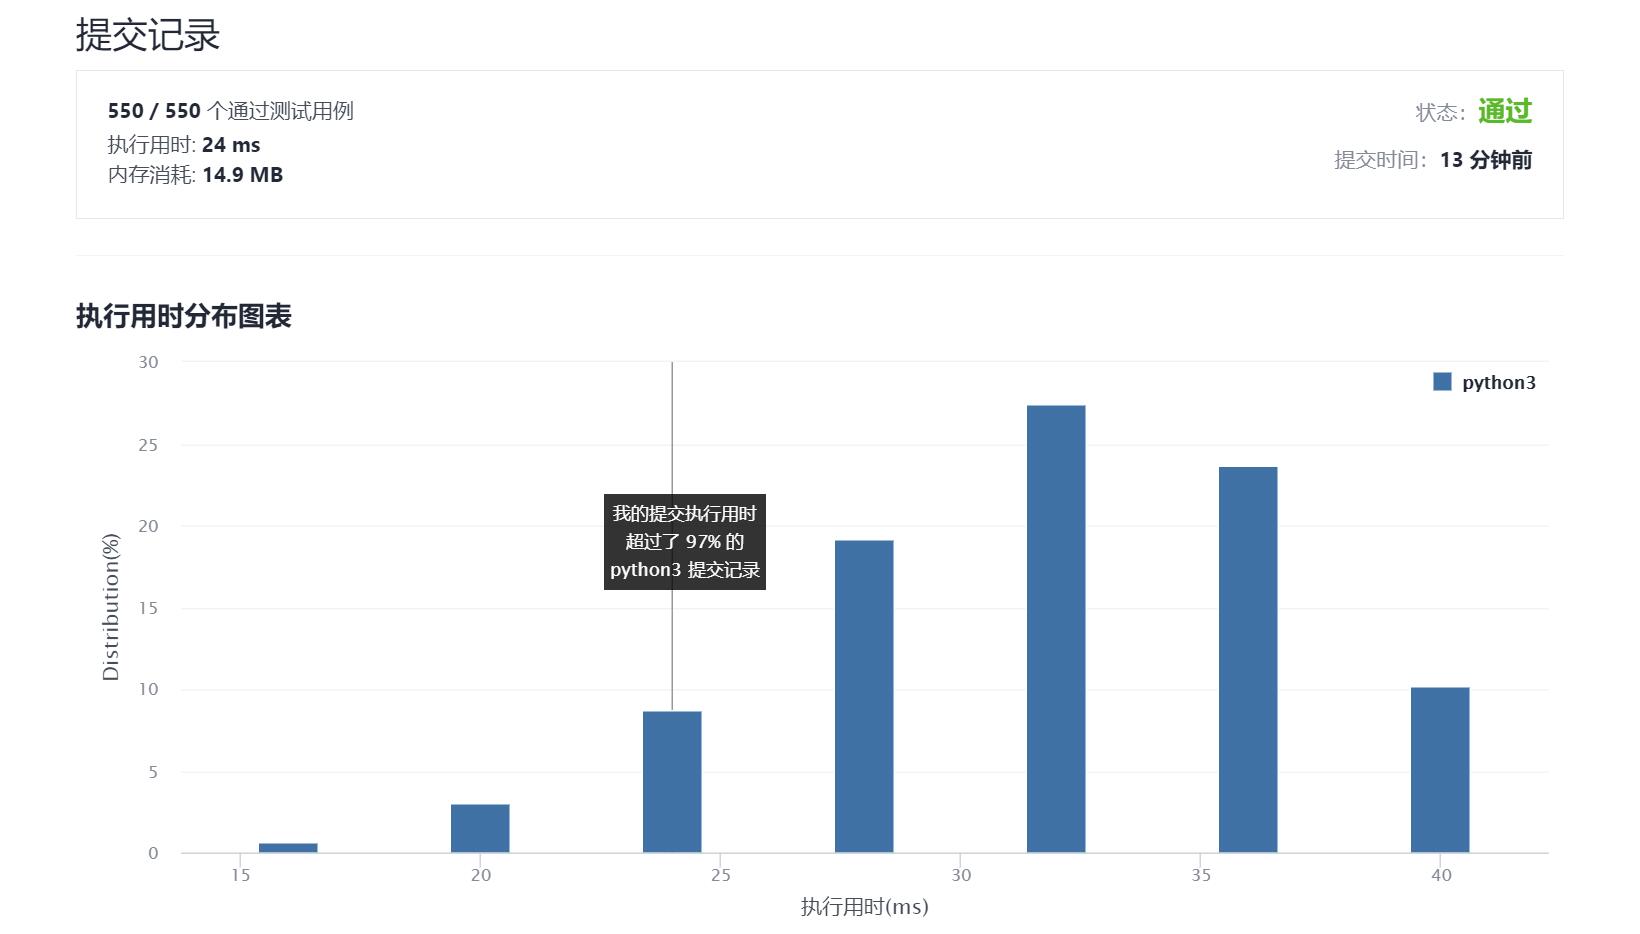 提交记录
550 / 550 个通过测试用例
状态：通过
执行用时: 24 ms
提交时间：13 分钟前
内存消耗: 14.9 MB
执行用时分布图表
30
python3
25
我的提交执行用时
超过了 97% 的
python3 提交记录
20
15
10
5
0
Distribution(%)
15 20 25 30 35 40
执行用时(ms)